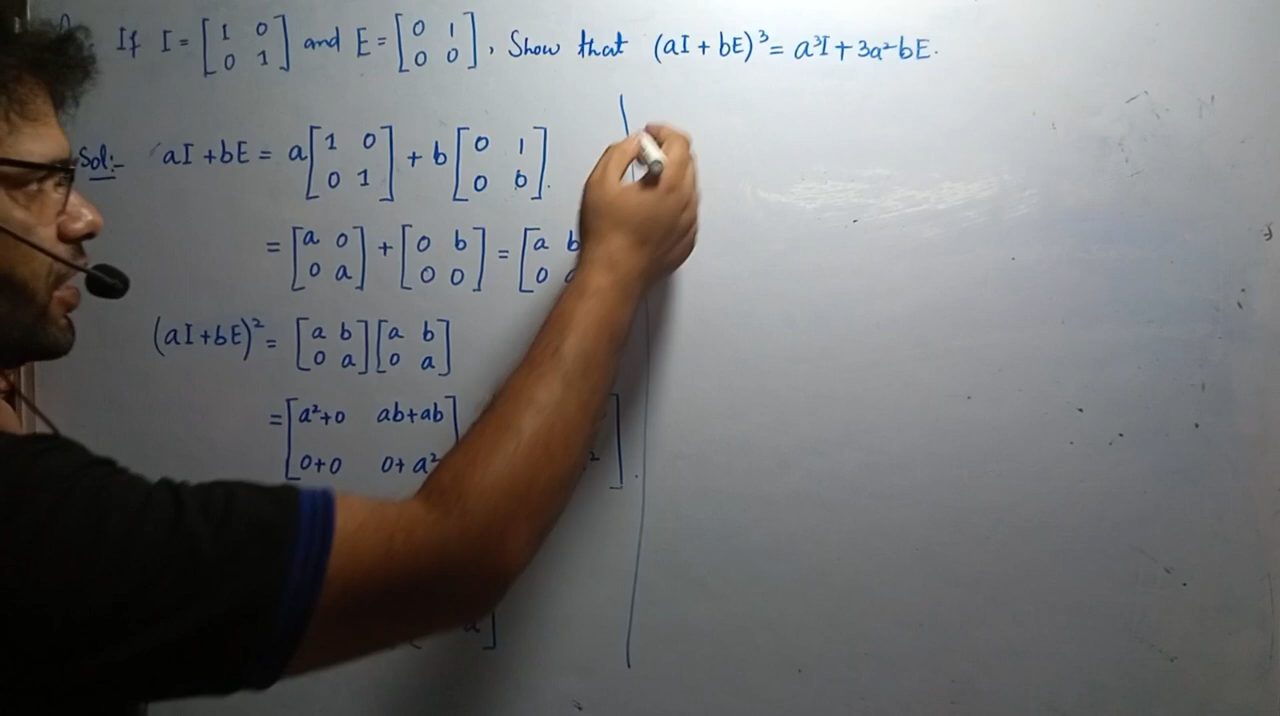 If I = [1 0 0 1] and E = [0 1 0 0], Show that (aI + bE)³ = a³I + 3a²bE.
Sol:- aI + bE = a[1 0 0 1] + b[0 1 0 0].
= [a 0 0 a] + [0 b 0 0] = [a b 0
(aI+bE)² = [a b 0 a][a b 0 a]
= [a²+0 ab+ab 0+0 0+a²